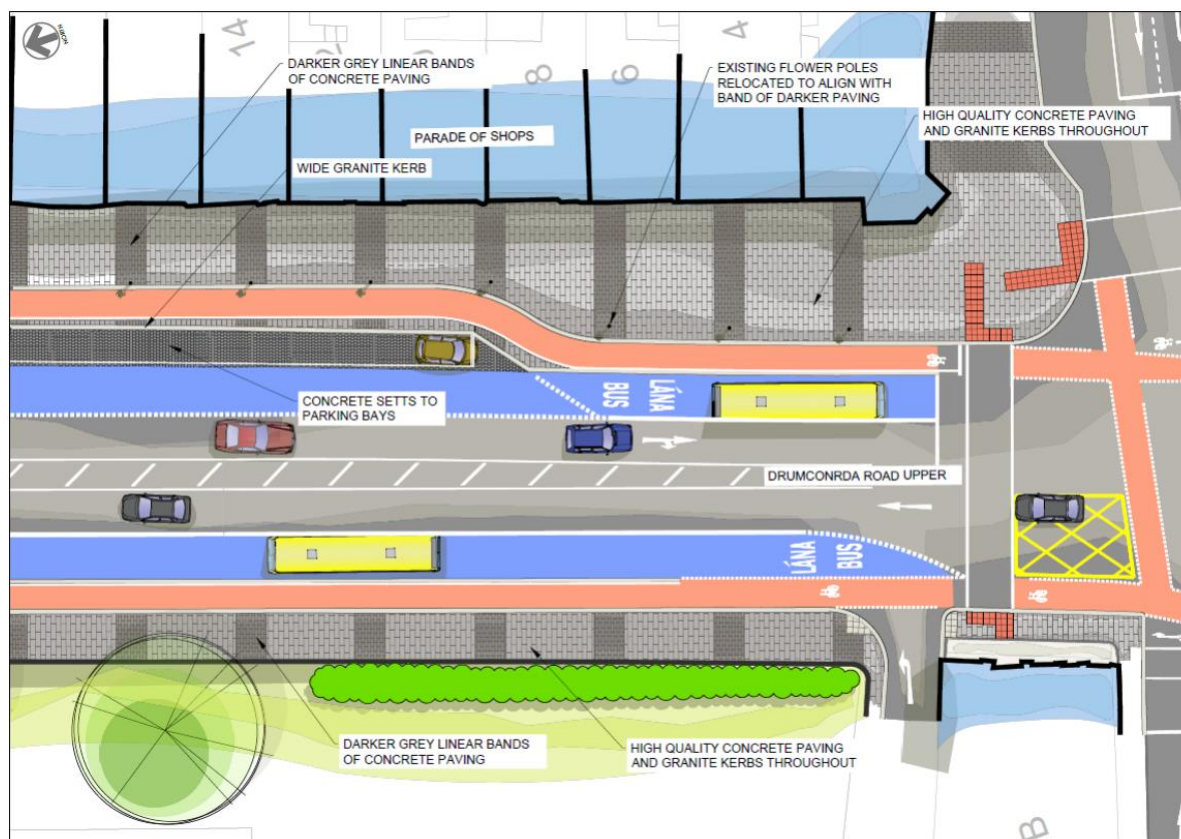 NORTH
14
12
8
6
4
DARKER GREY LINEAR BANDS
OF CONCRETE PAVING
EXISTING FLOWER POLES
RELOCATED TO ALIGN WITH
BAND OF DARKER PAVING
HIGH QUALITY CONCRETE PAVING
AND GRANITE KERBS THROUGHOUT
PARADE OF SHOPS
WIDE GRANITE KERB
CONCRETE SETTS TO
PARKING BAYS
BUS
LÁNA
DRUMCONRDA ROAD UPPER
LÁNA
BUS
DARKER GREY LINEAR BANDS
OF CONCRETE PAVING
HIGH QUALITY CONCRETE PAVING
AND GRANITE KERBS THROUGHOUT